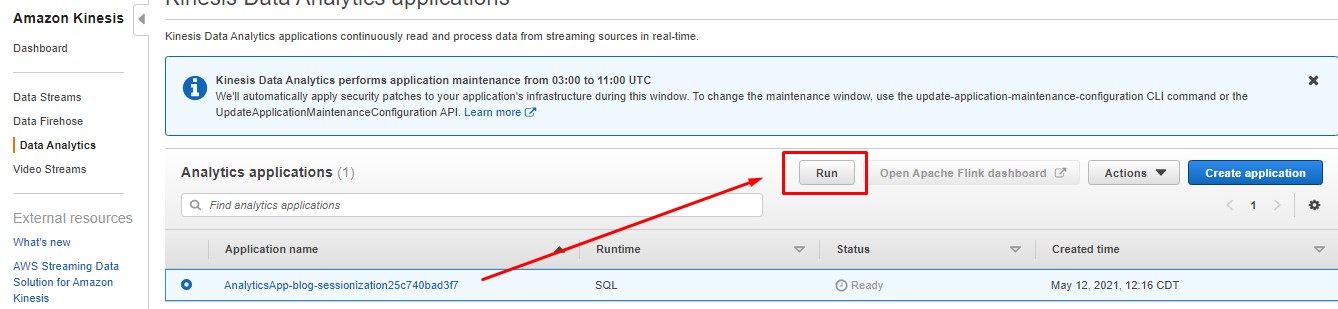 Kinesis Data Analytics applications
Amazon Kinesis
Dashboard
Data Streams
Data Firehose
Data Analytics
Video Streams
External resources
What's new
AWS Streaming Data
Solution for Amazon
Kinesis
Kinesis Data Analytics applications continuously read and process data from streaming sources in real-time.
Kinesis Data Analytics performs application maintenance from 03:00 to 11:00 UTC
We'll automatically apply security patches to your application's infrastructure during this window. To change the maintenance window, use the update-application-maintenance-configuration CLI command or the
UpdateApplicationMaintenanceConfiguration API. Learn more
Analytics applications (1)
Run
Open Apache Flink dashboard
Actions
Create application
Find analytics applications
1
Application name
Runtime
Status
Created time
AnalyticsApp-blog-sessionization25c740bad3f7
SQL
Ready
May 12, 2021, 12:16 CDT